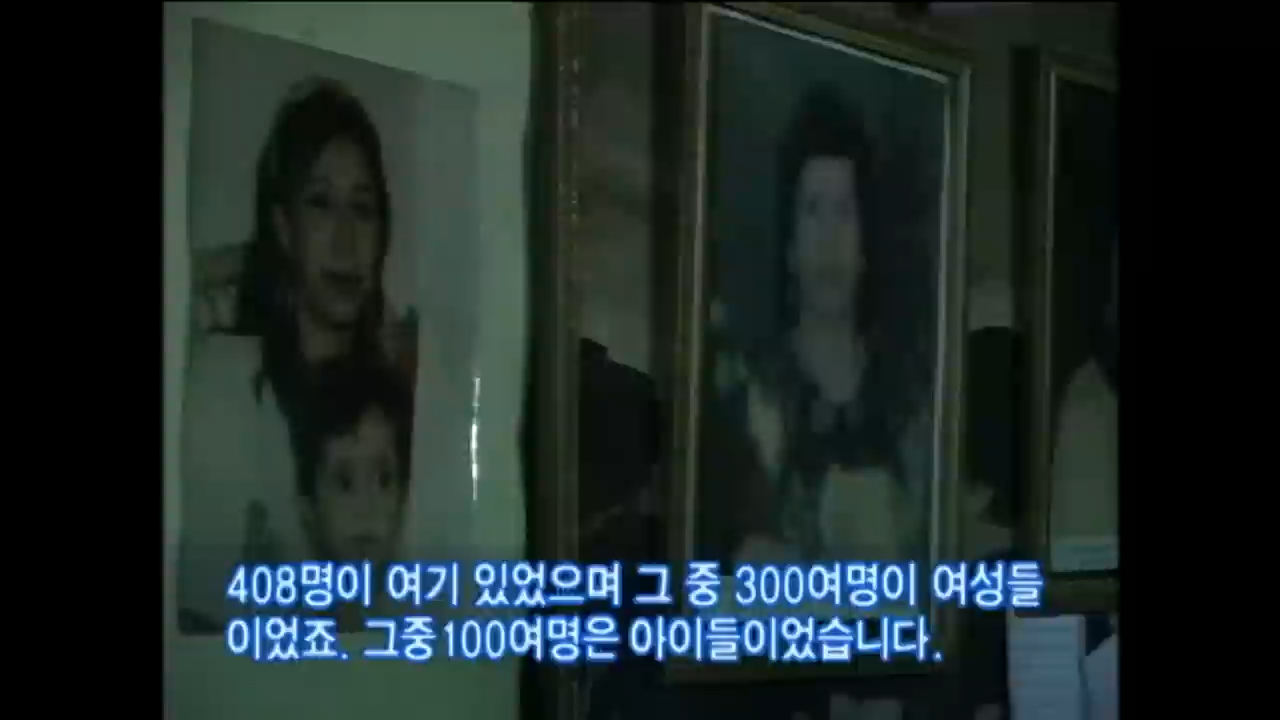 408명이 여기 있었으며 그 중 300여명이 여성들
이었죠. 그중100여명은 아이들이었습니다.